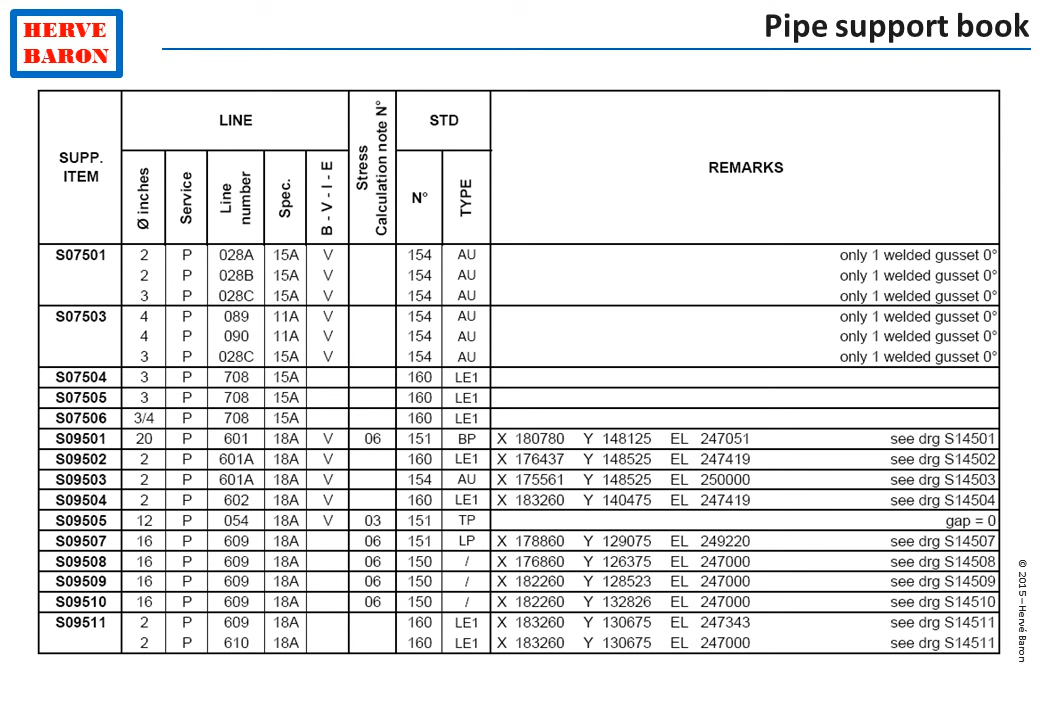 HERVE
BARON
Pipe support book
SUPP. ITEM
LINE
Ø inches
Service
Line number
Spec.
B - V - I - E
Stress Calculation note N°
STD
N°
TYPE
REMARKS
S07501 2 P 028A 15A V 154 AU only 1 welded gusset 0°
2 P 028B 15A V 154 AU only 1 welded gusset 0°
3 P 028C 15A V 154 AU only 1 welded gusset 0°
S07503 4 P 089 11A V 154 AU only 1 welded gusset 0°
4 P 090 11A V 154 AU only 1 welded gusset 0°
3 P 028C 15A V 154 AU only 1 welded gusset 0°
S07504 3 P 708 15A 160 LE1
S07505 3 P 708 15A 160 LE1
S07506 3/4 P 708 15A 160 LE1
S09501 20 P 601 18A V 06 151 BP X 180780 Y 148125 EL 247051 see drg S14501
S09502 2 P 601A 18A V 160 LE1 X 176437 Y 148525 EL 247419 see drg S14502
S09503 2 P 601A 18A V 154 AU X 175561 Y 148525 EL 250000 see drg S14503
S09504 2 P 602 18A V 160 LE1 X 183260 Y 140475 EL 247419 see drg S14504
S09505 12 P 054 18A V 03 151 TP gap = 0
S09507 16 P 609 18A 06 151 LP X 178860 Y 129075 EL 249220 see drg S14507
S09508 16 P 609 18A 06 150 / X 176860 Y 126375 EL 247000 see drg S14508
S09509 16 P 609 18A 06 150 / X 182260 Y 128523 EL 247000 see drg S14509
S09510 16 P 609 18A 06 150 / X 182260 Y 132826 EL 247000 see drg S14510
S09511 2 P 609 18A 160 LE1 X 183260 Y 130675 EL 247343 see drg S14511
2 P 610 18A 160 LE1 X 183260 Y 130675 EL 247000 see drg S14511
© 2015 – Hervé Baron